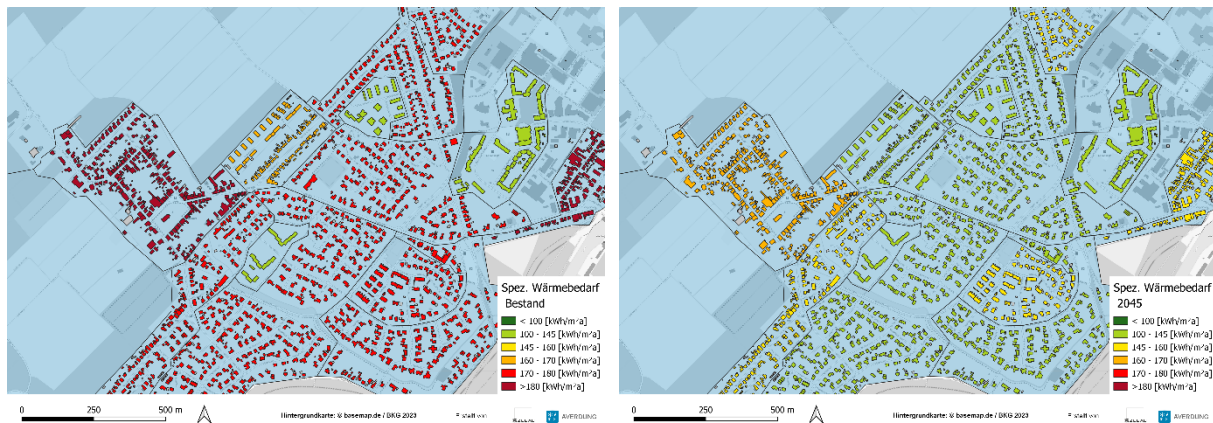 Spez. Wärmebedarf
Bestand
< 100 [kWh/m²a]
100 - 145 [kWh/m²a]
145 - 160 [kWh/m²a]
160 - 170 [kWh/m²a]
170 - 180 [kWh/m²a]
>180 [kWh/m²a]
0 250 500 m
Hintergrundkarte: © basemap.de / BKG 2023
AVERDUNG
Spez. Wärmebedarf
2045
< 100 [kWh/m²a]
100 - 145 [kWh/m²a]
145 - 160 [kWh/m²a]
160 - 170 [kWh/m²a]
170 - 180 [kWh/m²a]
>180 [kWh/m²a]
0 250 500 m
Hintergrundkarte: © basemap.de / BKG 2023
AVERDUNG